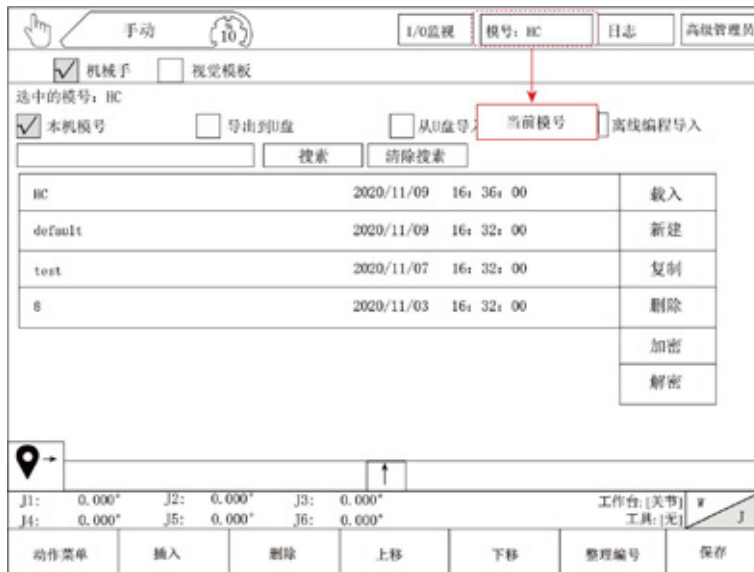 手动 10 I/O监视 模号：HC 日志 高级管理员
机械手 视觉模板
选中的模号：HC
本机模号 导出到U盘 从U盘导入 当前模号 离线编程导入
搜索 清除搜索
HC 2020/11/09 16：36：00 载入
default 2020/11/09 16：32：00 新建
test 2020/11/07 16：32：00 复制
8 2020/11/03 16：32：00 删除
加密
解密
J1: 0.000° J2: 0.000° J3: 0.000° 工作台:[关节] W
J4: 0.000° J5: 0.000° J6: 0.000° 工具:[无] J
动作菜单 插入 删除 上移 下移 整理编号 保存